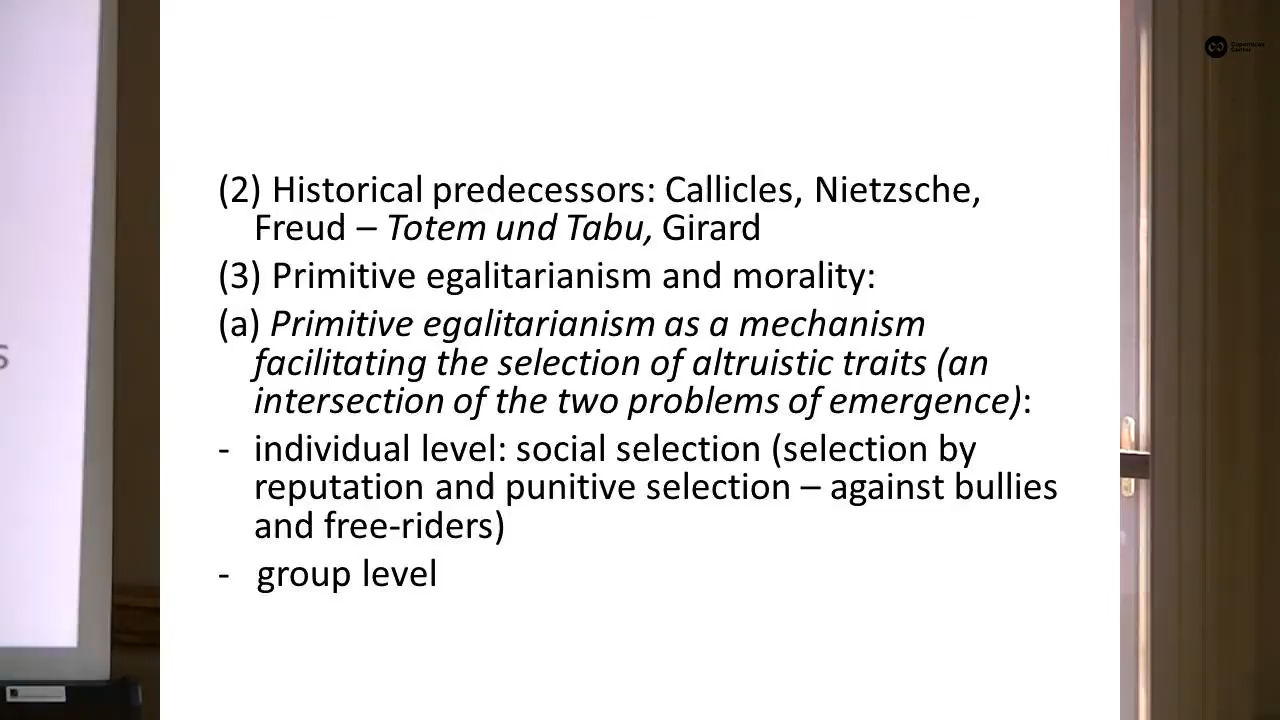 (2) Historical predecessors: Callicles, Nietzsche,
Freud – Totem und Tabu, Girard
(3) Primitive egalitarianism and morality:
(a) Primitive egalitarianism as a mechanism
facilitating the selection of altruistic traits (an
intersection of the two problems of emergence):
- individual level: social selection (selection by
reputation and punitive selection – against bullies
and free-riders)
- group level
s
Copernicus
Center